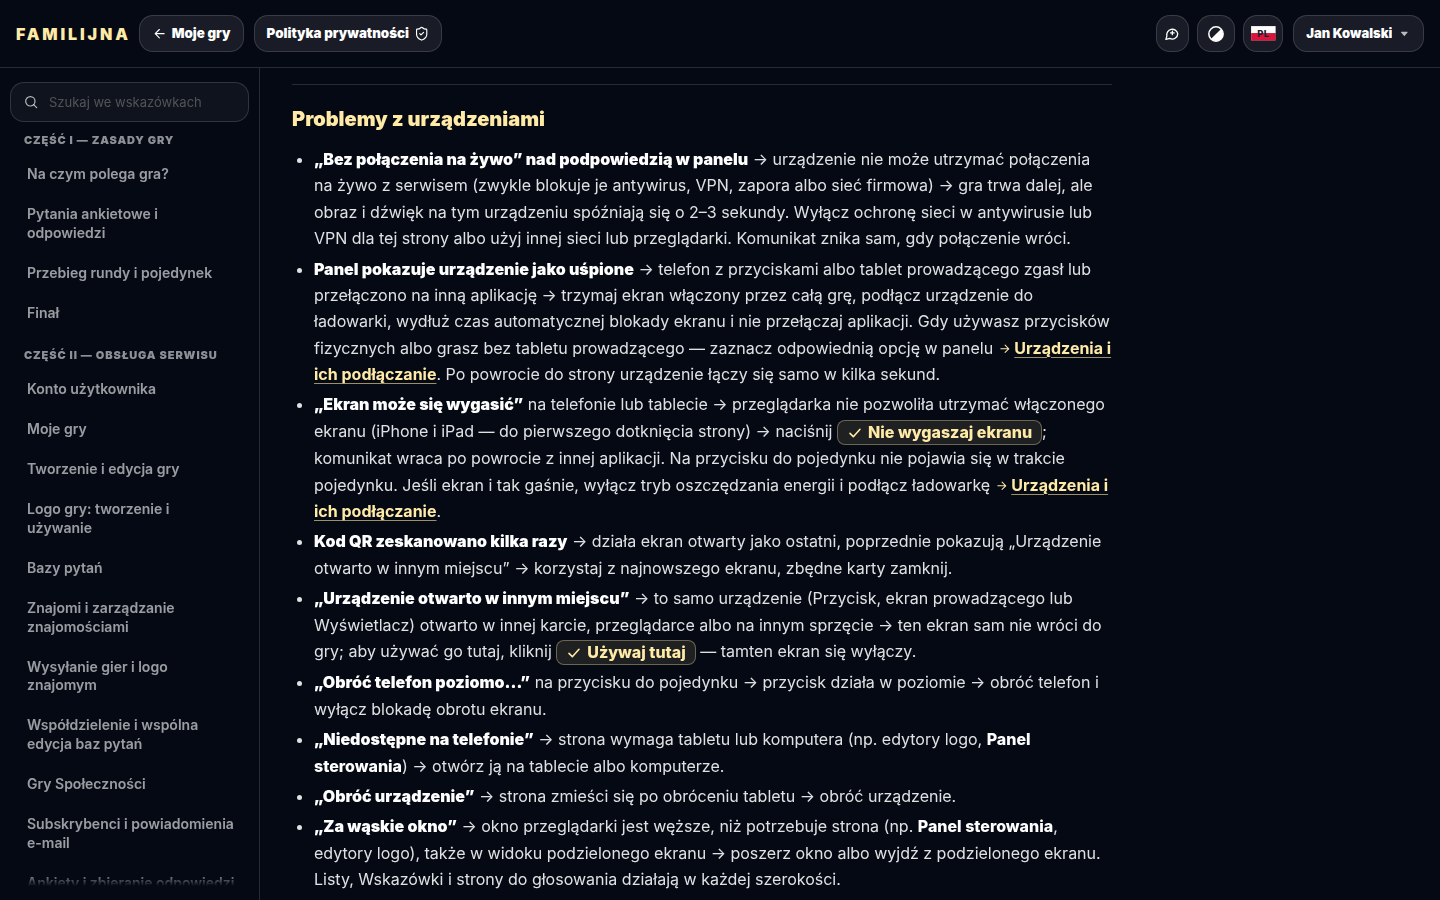 FAMILIJNA
← Moje gry
Polityka prywatności
PL
Jan Kowalski
Szukaj we wskazówkach
CZĘŚĆ I — ZASADY GRY
Na czym polega gra?
Pytania ankietowe i
odpowiedzi
Przebieg rundy i pojedynek
Finał
CZĘŚĆ II — OBSŁUGA SERWISU
Konto użytkownika
Moje gry
Tworzenie i edycja gry
Logo gry: tworzenie i
używanie
Bazy pytań
Znajomi i zarządzanie
znajomościami
Wysyłanie gier i logo
znajomym
Współdzielenie i wspólna
edycja baz pytań
Gry Społeczności
Subskrybenci i powiadomienia
e-mail
Ankiety i zbieranie odpowiedzi
Problemy z urządzeniami
• „Bez połączenia na żywo” nad podpowiedzią w panelu → urządzenie nie może utrzymać połączenia
na żywo z serwisem (zwykle blokuje je antywirus, VPN, zapora albo sieć firmowa) → gra trwa dalej, ale
obraz i dźwięk na tym urządzeniu spóźniają się o 2–3 sekundy. Wyłącz ochronę sieci w antywirusie lub
VPN dla tej strony albo użyj innej sieci lub przeglądarki. Komunikat znika sam, gdy połączenie wróci.
• Panel pokazuje urządzenie jako uśpione → telefon z przyciskami albo tablet prowadzącego zgasł lub
przełączono na inną aplikację → trzymaj ekran włączony przez całą grę, podłącz urządzenie do
ładowarki, wydłuż czas automatycznej blokady ekranu i nie przełączaj aplikacji. Gdy używasz przycisków
fizycznych albo grasz bez tabletu prowadzącego — zaznacz odpowiednią opcję w panelu → Urządzenia i
ich podłączanie. Po powrocie do strony urządzenie łączy się samo w kilka sekund.
• „Ekran może się wygasić” na telefonie lub tablecie → przeglądarka nie pozwoliła utrzymać włączonego
ekranu (iPhone i iPad — do pierwszego dotknięcia strony) → naciśnij ✓ Nie wygaszaj ekranu;
komunikat wraca po powrocie z innej aplikacji. Na przycisku do pojedynku nie pojawia się w trakcie
pojedynku. Jeśli ekran i tak gaśnie, wyłącz tryb oszczędzania energii i podłącz ładowarkę → Urządzenia i
ich podłączanie.
• Kod QR zeskanowano kilka razy → działa ekran otwarty jako ostatni, poprzednie pokazują „Urządzenie
otwarto w innym miejscu” → korzystaj z najnowszego ekranu, zbędne karty zamknij.
• „Urządzenie otwarto w innym miejscu” → to samo urządzenie (Przycisk, ekran prowadzącego lub
Wyświetlacz) otwarto w innej karcie, przeglądarce albo na innym sprzęcie → ten ekran sam nie wróci do
gry; aby używać go tutaj, kliknij ✓ Używaj tutaj — tamten ekran się wyłączy.
• „Obróć telefon poziomo…” na przycisku do pojedynku → przycisk działa w poziomie → obróć telefon i
wyłącz blokadę obrotu ekranu.
• „Niedostępne na telefonie” → strona wymaga tabletu lub komputera (np. edytory logo, Panel
sterowania) → otwórz ją na tablecie albo komputerze.
• „Obróć urządzenie” → strona zmieści się po obróceniu tabletu → obróć urządzenie.
• „Za wąskie okno” → okno przeglądarki jest węższe, niż potrzebuje strona (np. Panel sterowania,
edytory logo), także w widoku podzielonego ekranu → poszerz okno albo wyjdź z podzielonego ekranu.
Listy, Wskazówki i strony do głosowania działają w każdej szerokości.